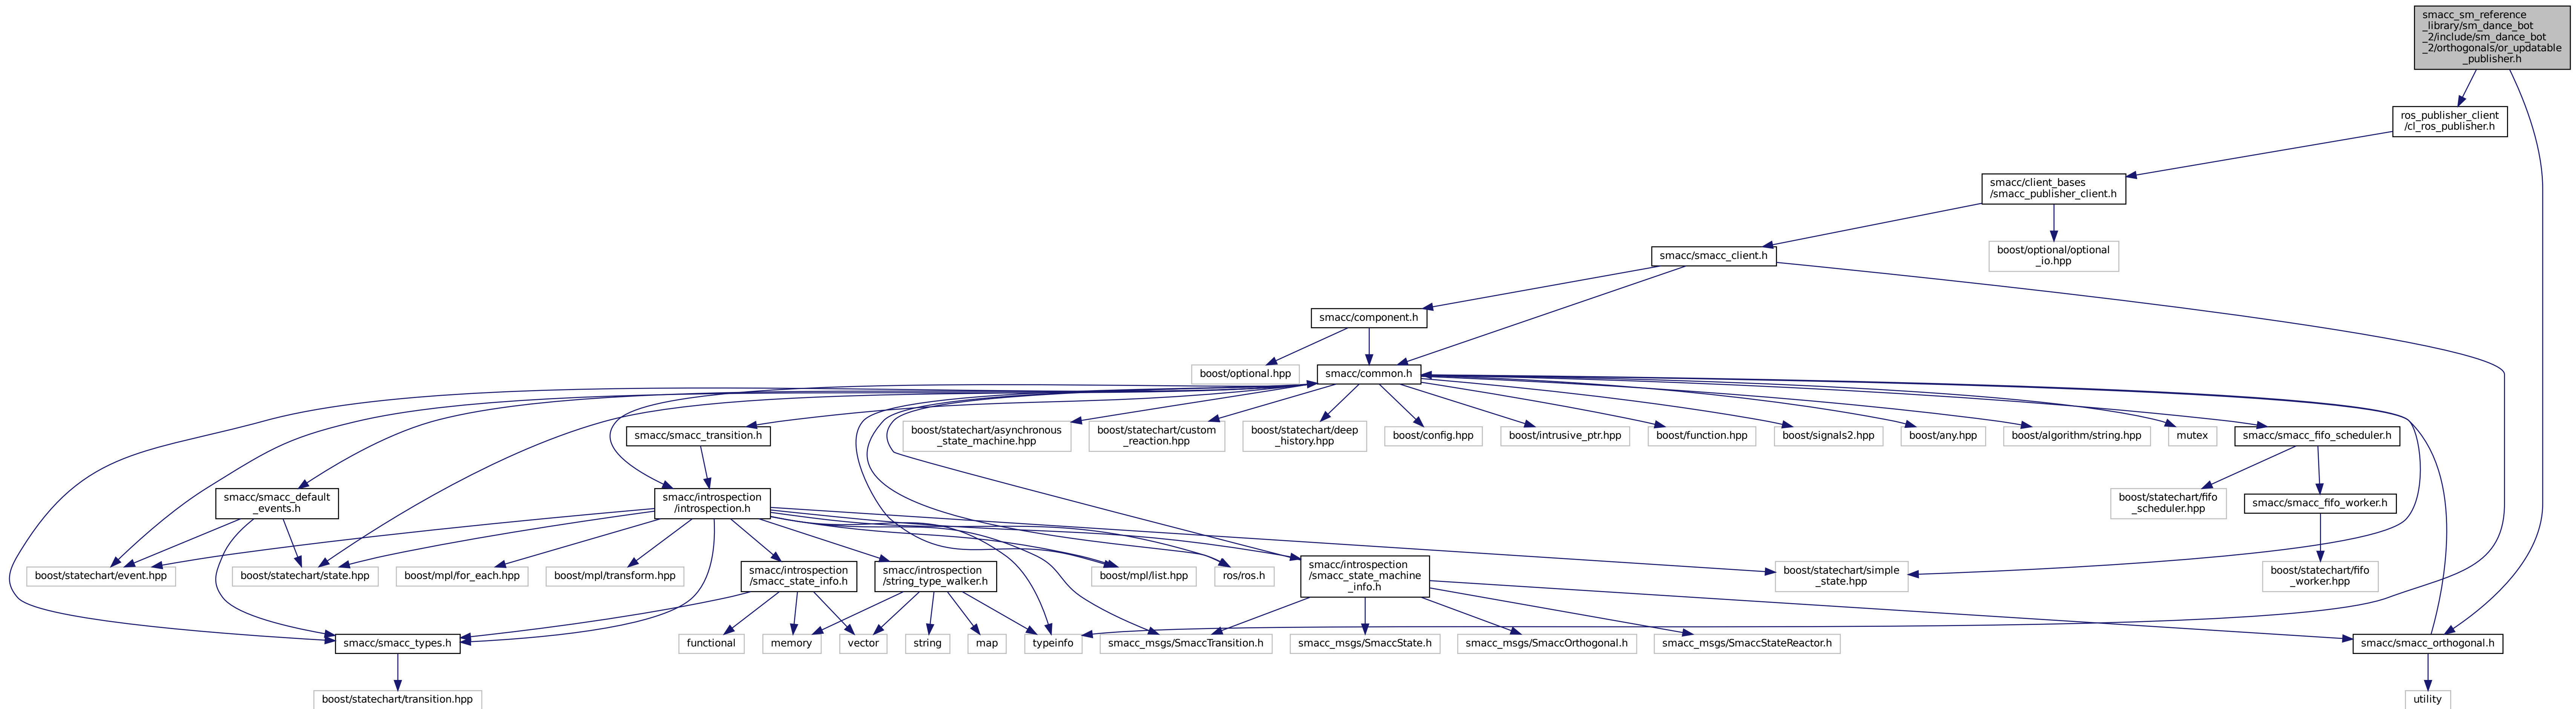 smacc_sm_reference
_library/sm_dance_bot
_2/include/sm_dance_bot
_2/orthogonals/or_updatable
_publisher.h
ros_publisher_client
/cl_ros_publisher.h
smacc/client_bases
/smacc_publisher_client.h
smacc/smacc_client.h
boost/optional/optional
_io.hpp
smacc/component.h
boost/optional.hpp
smacc/common.h
smacc/smacc_transition.h
boost/statechart/asynchronous
_state_machine.hpp
boost/statechart/custom
_reaction.hpp
boost/statechart/deep
_history.hpp
boost/config.hpp
boost/intrusive_ptr.hpp
boost/function.hpp
boost/signals2.hpp
boost/any.hpp
boost/algorithm/string.hpp
mutex
smacc/smacc_fifo_scheduler.h
smacc/smacc_default
_events.h
smacc/introspection
/introspection.h
boost/statechart/fifo
_scheduler.hpp
smacc/smacc_fifo_worker.h
boost/statechart/event.hpp
boost/statechart/state.hpp
boost/mpl/for_each.hpp
boost/mpl/transform.hpp
smacc/introspection
/smacc_state_info.h
smacc/introspection
/string_type_walker.h
boost/mpl/list.hpp
ros/ros.h
smacc/introspection
/smacc_state_machine
_info.h
boost/statechart/simple
_state.hpp
boost/statechart/fifo
_worker.hpp
smacc/smacc_types.h
functional
memory
vector
string
map
typeinfo
smacc_msgs/SmaccTransition.h
smacc_msgs/SmaccState.h
smacc_msgs/SmaccOrthogonal.h
smacc_msgs/SmaccStateReactor.h
smacc/smacc_orthogonal.h
boost/statechart/transition.hpp
utility